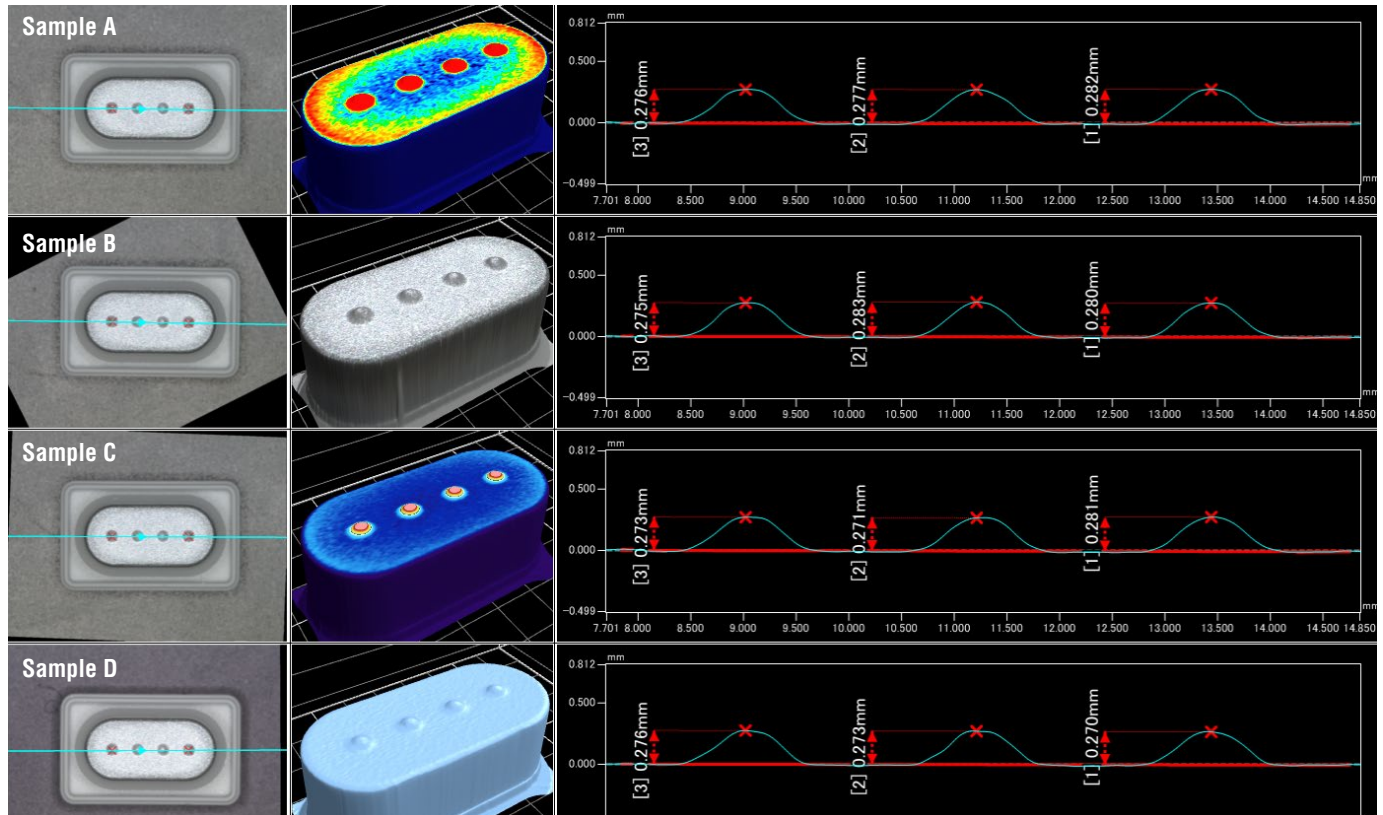 Sample A
mm
0.812
0.500
0.000
-0.499
[3] 0.276mm
[2] 0.277mm
[1] 0.282mm
mm
7.701 8.000 8.500 9.000 9.500 10.000 10.500 11.000 11.500 12.000 12.500 13.000 13.500 14.000 14.500 14.850
Sample B
mm
0.812
0.500
0.000
-0.499
[3] 0.275mm
[2] 0.283mm
[1] 0.280mm
mm
7.701 8.000 8.500 9.000 9.500 10.000 10.500 11.000 11.500 12.000 12.500 13.000 13.500 14.000 14.500 14.850
Sample C
mm
0.812
0.500
0.000
-0.499
[3] 0.273mm
[2] 0.271mm
[1] 0.281mm
mm
7.701 8.000 8.500 9.000 9.500 10.000 10.500 11.000 11.500 12.000 12.500 13.000 13.500 14.000 14.500 14.850
Sample D
mm
0.812
0.500
0.000
[3] 0.276mm
[2] 0.273mm
[1] 0.270mm